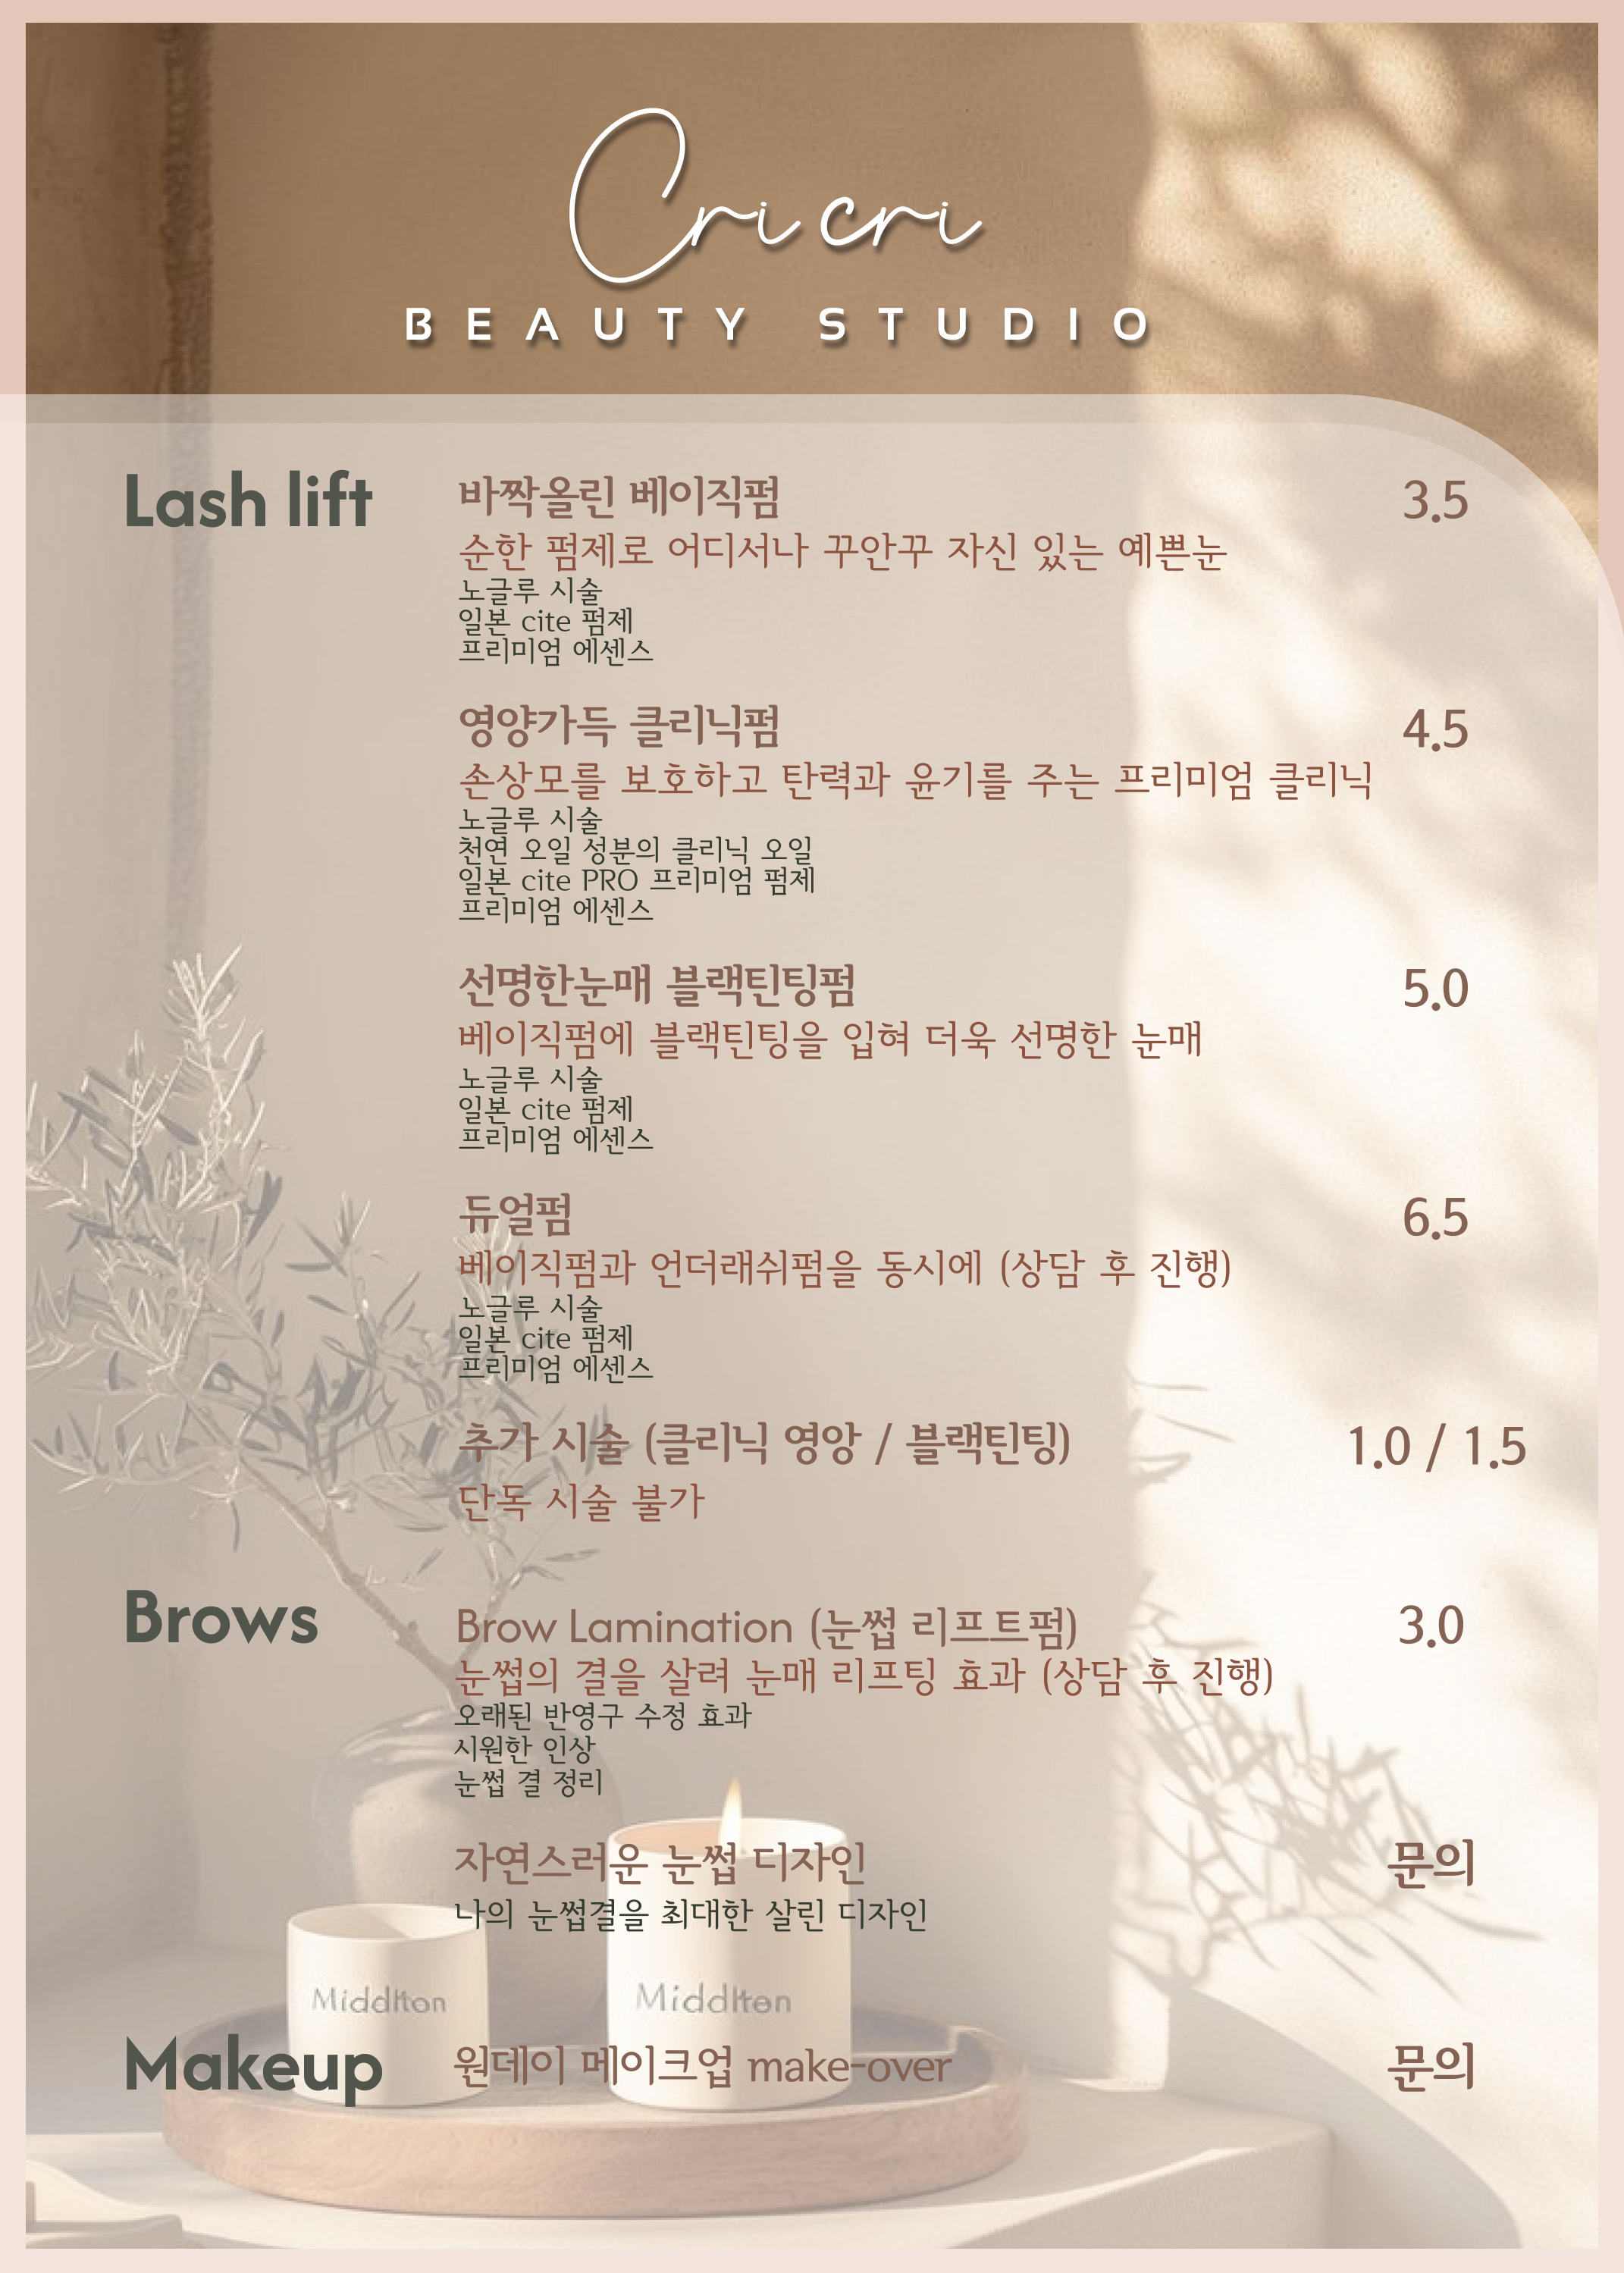 Cri cri
BEAUTY STUDIO
Lash lift
바짝올린 베이직펌 3.5
순한 펌제로 어디서나 꾸안꾸 자신 있는 예쁜눈
노글루 시술
일본 cite 펌제
프리미엄 에센스
영양가득 클리닉펌 4.5
손상모를 보호하고 탄력과 윤기를 주는 프리미엄 클리닉
노글루 시술
천연 오일 성분의 클리닉 오일
일본 cite PRO 프리미엄 펌제
프리미엄 에센스
선명한눈매 블랙틴팅펌 5.0
베이직펌에 블랙틴팅을 입혀 더욱 선명한 눈매
노글루 시술
일본 cite 펌제
프리미엄 에센스
듀얼펌 6.5
베이직펌과 언더래쉬펌을 동시에 (상담 후 진행)
노글루 시술
일본 cite 펌제
프리미엄 에센스
추가 시술 (클리닉 영앙 / 블랙틴팅) 1.0 / 1.5
단독 시술 불가
Brows
Brow Lamination (눈썹 리프트펌) 3.0
눈썹의 결을 살려 눈매 리프팅 효과 (상담 후 진행)
오래된 반영구 수정 효과
시원한 인상
눈썹 결 정리
자연스러운 눈썹 디자인 문의
나의 눈썹결을 최대한 살린 디자인
Middlton Middlton
Makeup
원데이 메이크업 make-over 문의